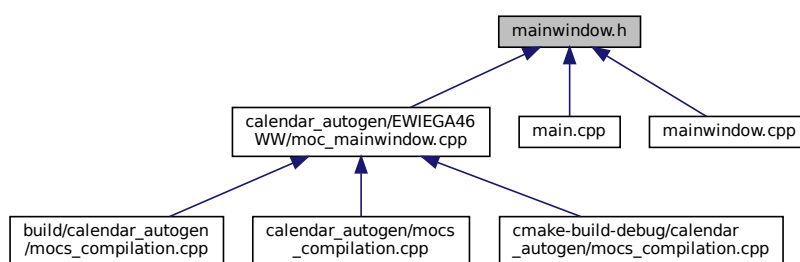 mainwindow.h
calendar_autogen/EWIEGA46
WW/moc_mainwindow.cpp
main.cpp
mainwindow.cpp
build/calendar_autogen
/mocs_compilation.cpp
calendar_autogen/mocs
_compilation.cpp
cmake-build-debug/calendar
_autogen/mocs_compilation.cpp